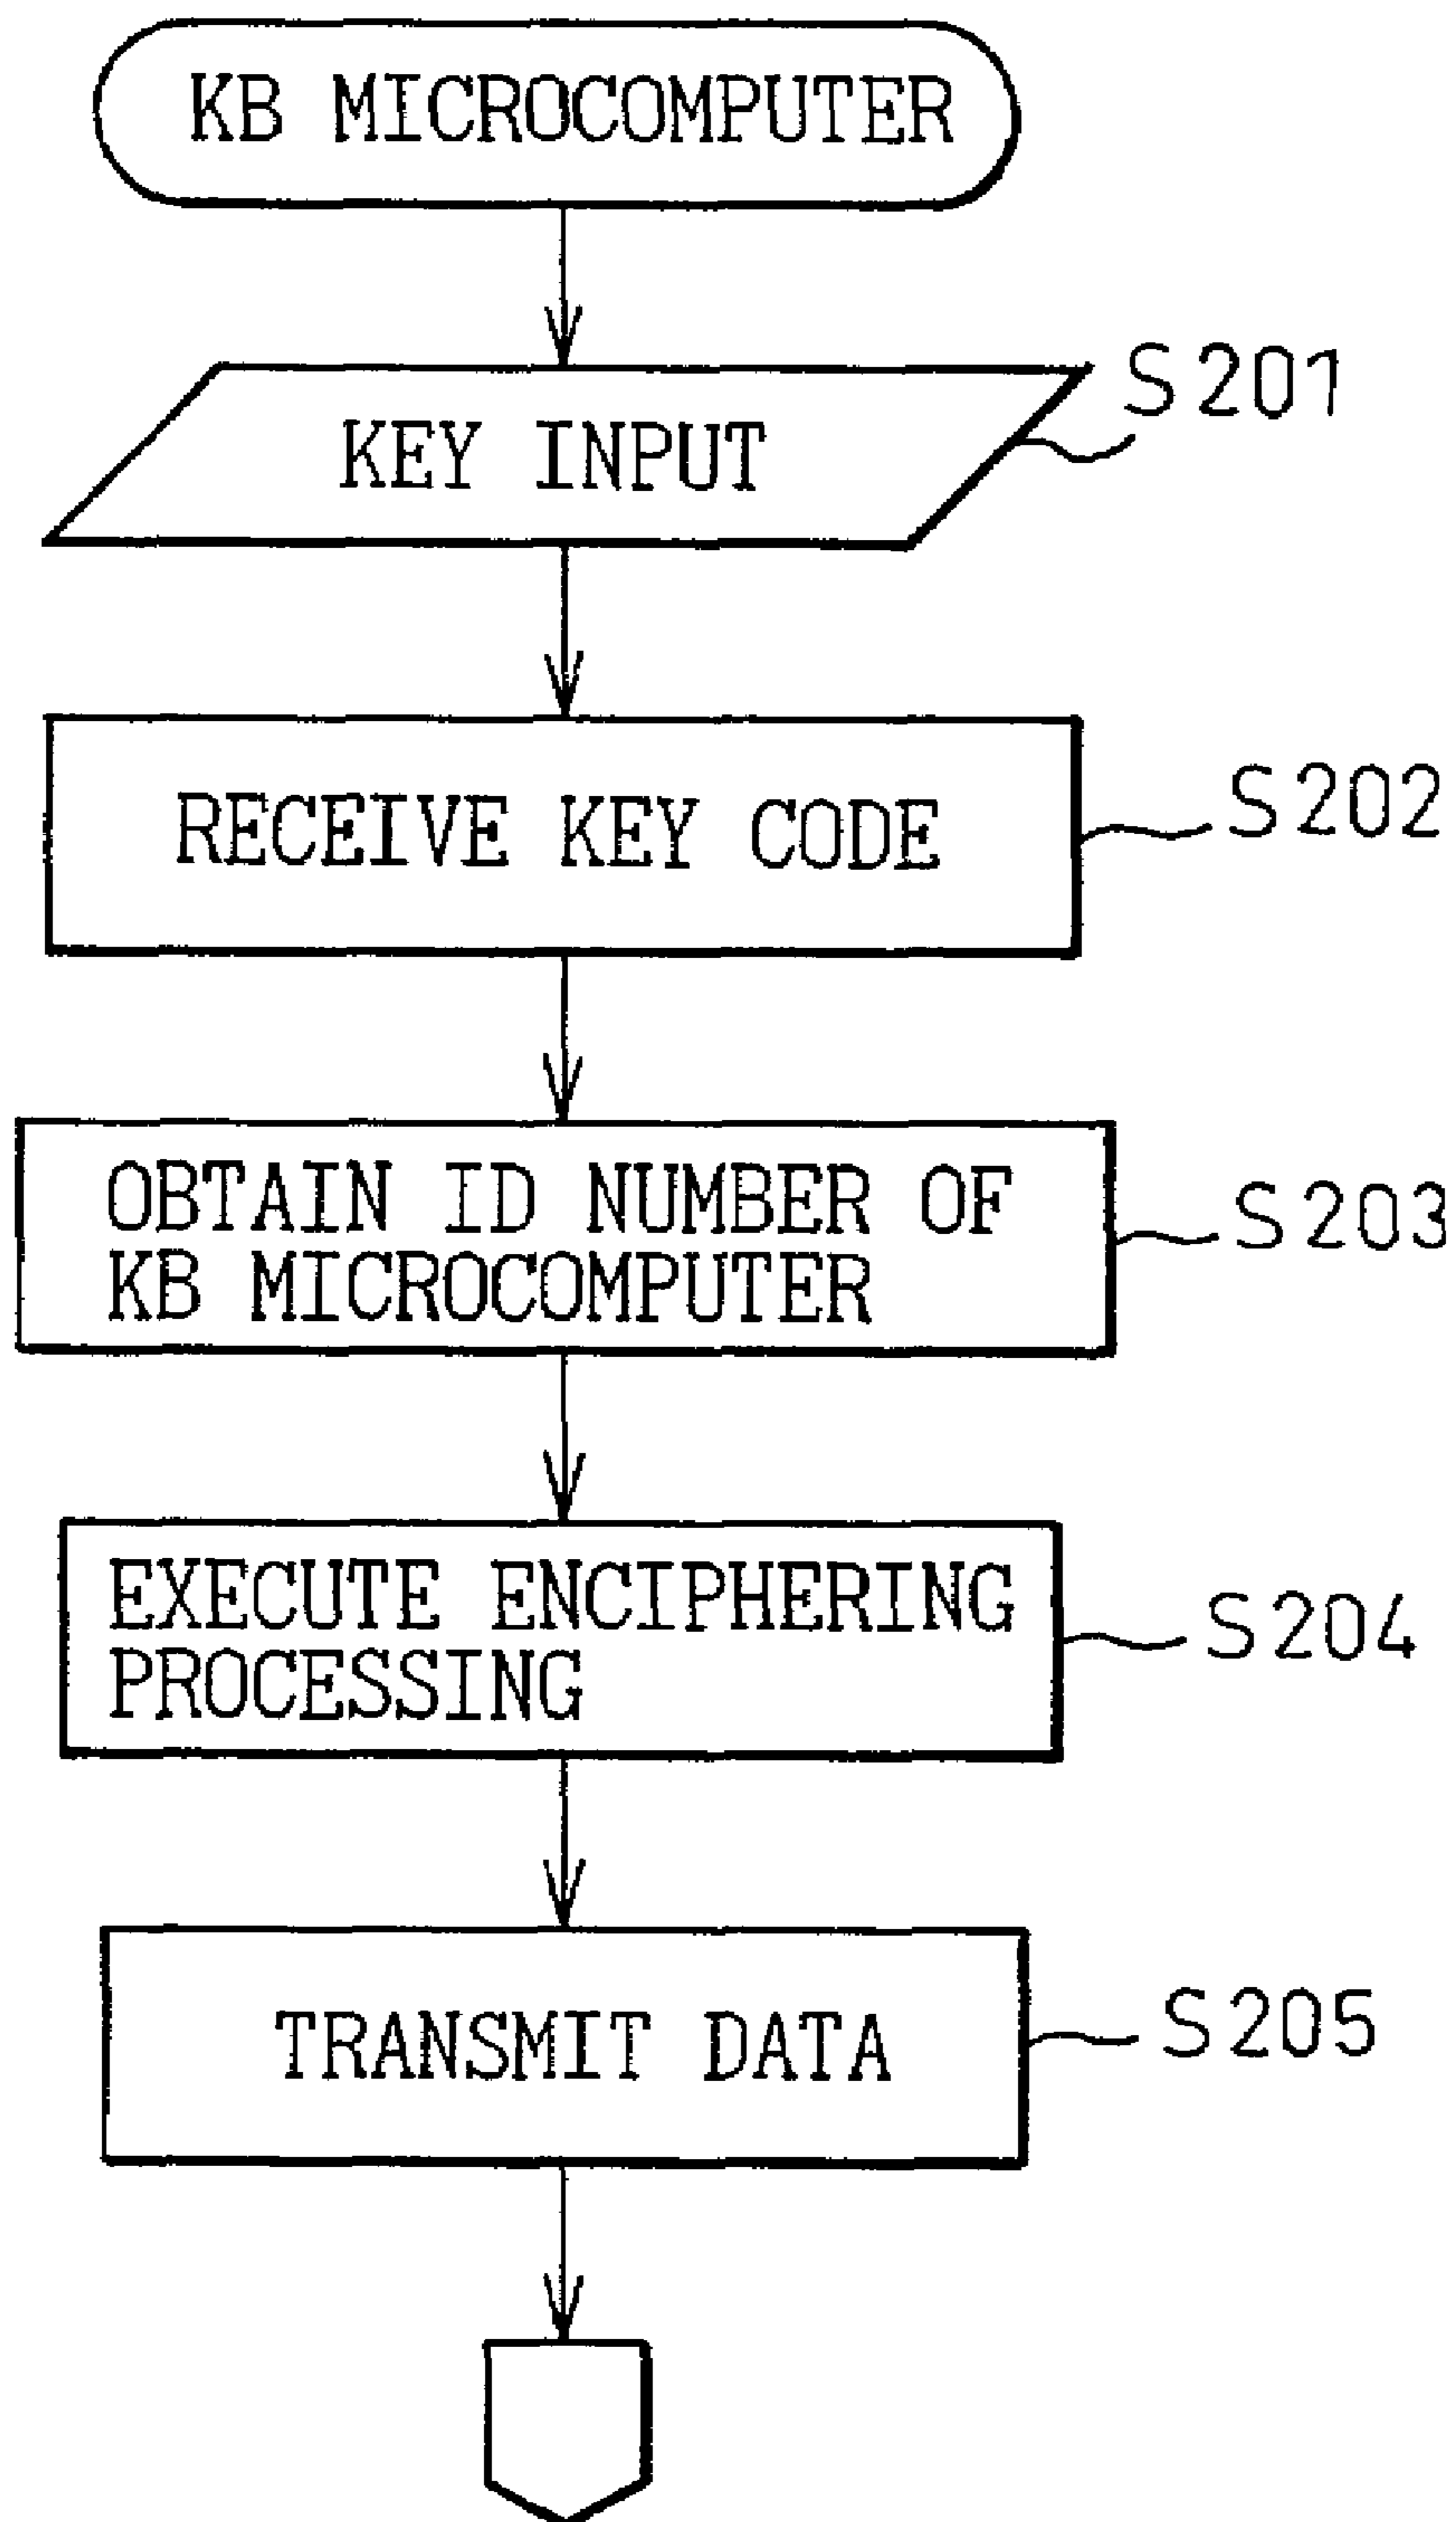 KB MICROCOMPUTER
KEY INPUT
S201
RECEIVE KEY CODE
S202
OBTAIN ID NUMBER OF
KB MICROCOMPUTER
S203
EXECUTE ENCIPHERING
PROCESSING
S204
TRANSMIT DATA
S205